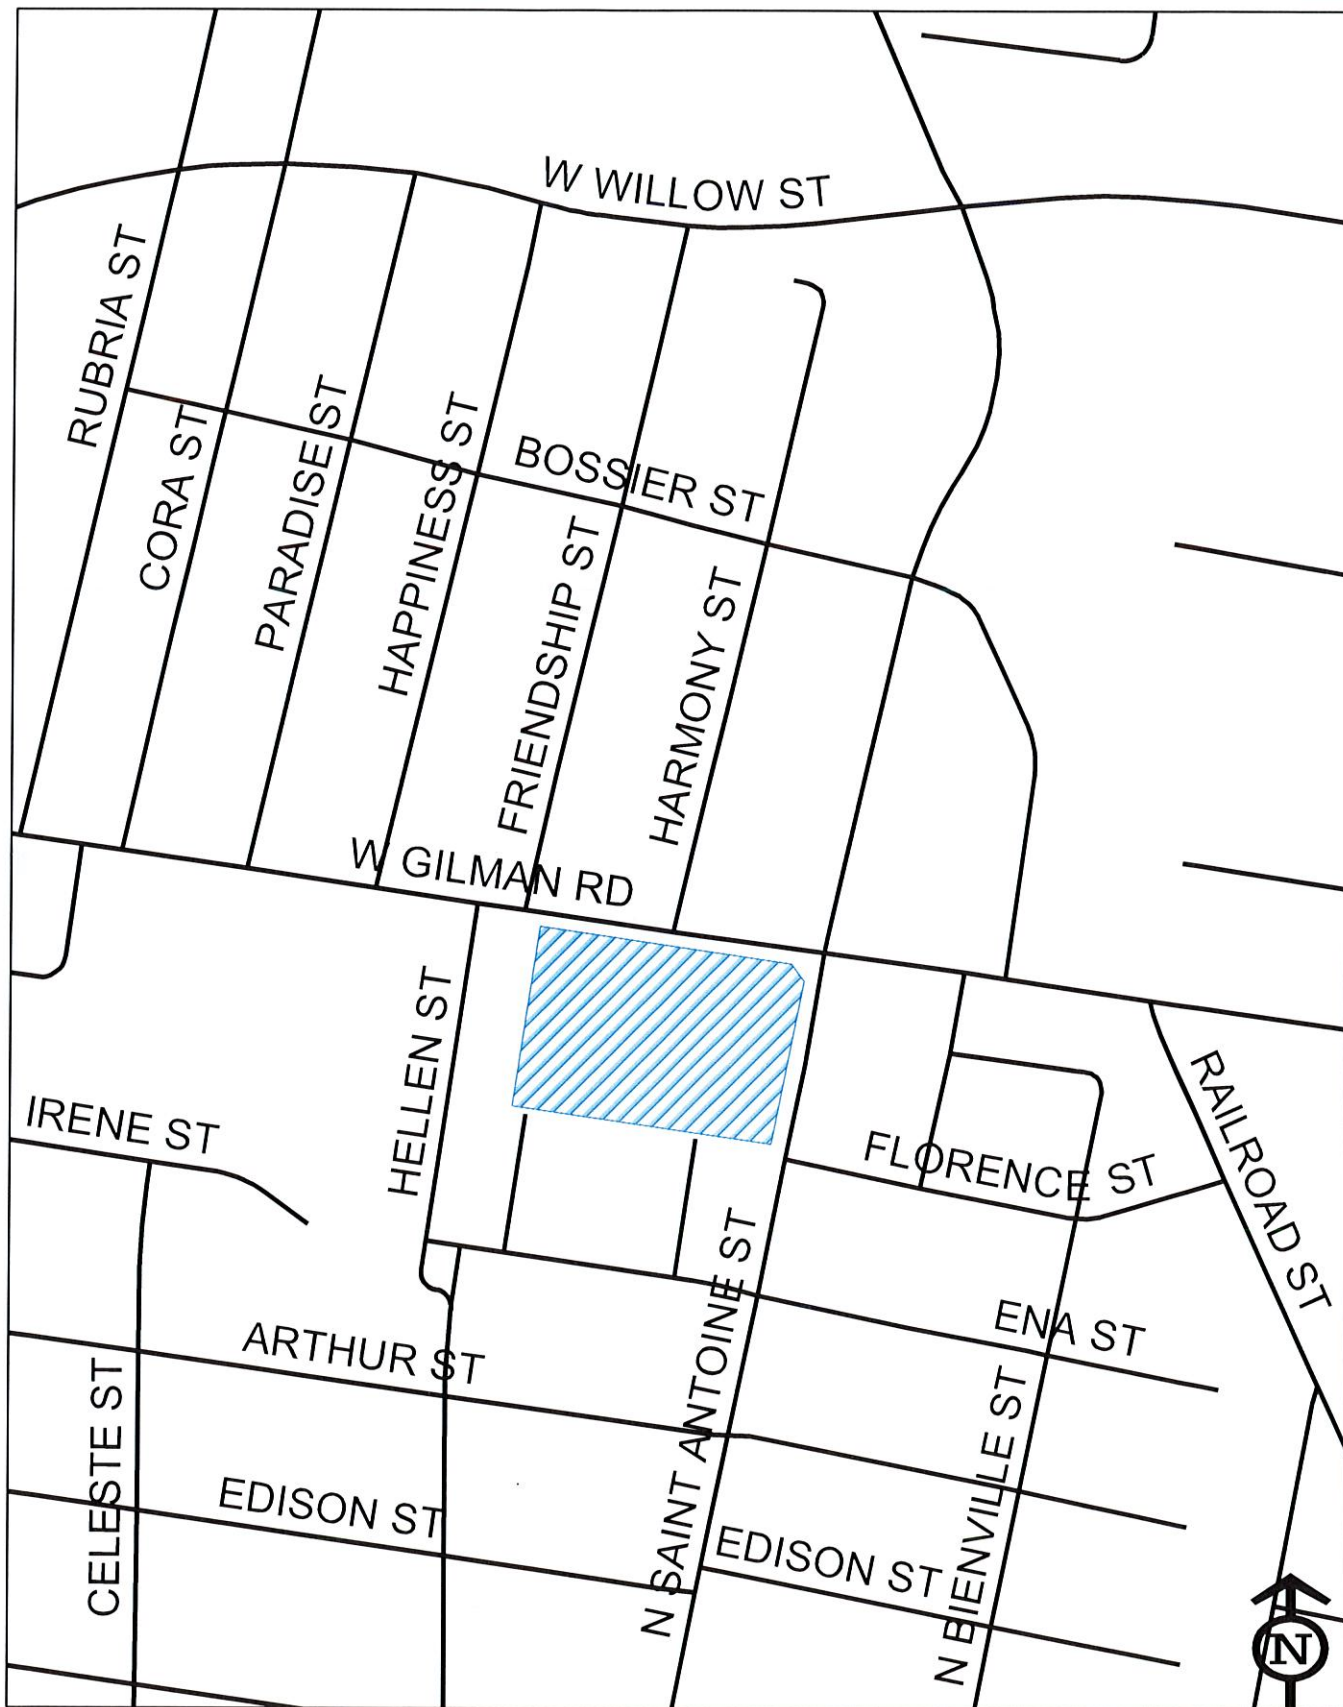 W WILLOW ST
RUBRIA ST
CORA ST
PARADISE ST
HAPPINESS ST
BOSSIER ST
FRIENDSHIP ST
HARMONY ST
W GILMAN RD
HELLEN ST
IRENE ST
FLORENCE ST
RAILROAD ST
ENA ST
ARTHUR ST
N SAINT ANTOINE ST
CELESTE ST
EDISON ST
EDISON ST
N BIENVILLE ST
N